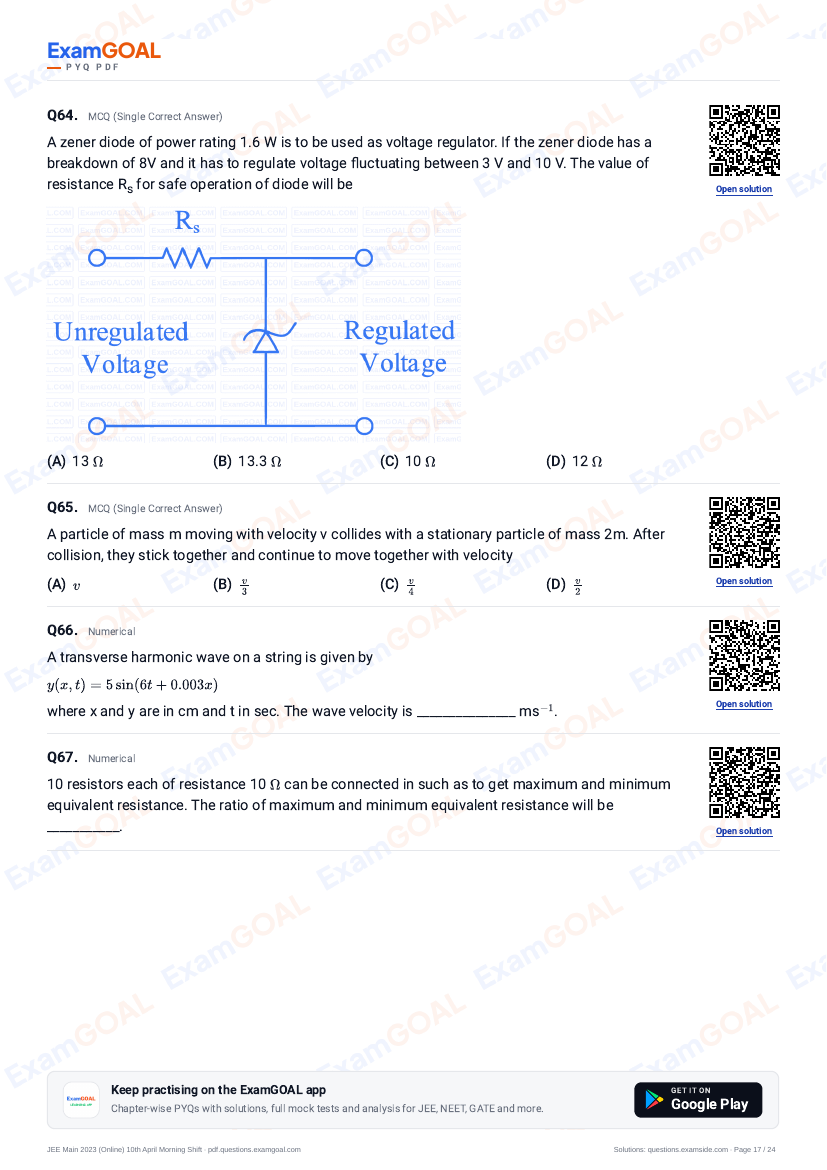 ExamGOAL
PYQ PDF
Q64. MCQ (Single Correct Answer)
A zener diode of power rating 1.6 W is to be used as voltage regulator. If the zener diode has a
breakdown of 8V and it has to regulate voltage fluctuating between 3 V and 10 V. The value of
resistance Rs for safe operation of diode will be
Open solution
Rs
Unregulated
Voltage
Regulated
Voltage
(A) 13 Ω (B) 13.3 Ω (C) 10 Ω (D) 12 Ω
Q65. MCQ (Single Correct Answer)
A particle of mass m moving with velocity v collides with a stationary particle of mass 2m. After
collision, they stick together and continue to move together with velocity
Open solution
(A) v (B) v/3 (C) v/4 (D) v/2
Q66. Numerical
A transverse harmonic wave on a string is given by
y(x, t) = 5 sin(6t + 0.003x)
where x and y are in cm and t in sec. The wave velocity is ______________ ms⁻¹.
Open solution
Q67. Numerical
10 resistors each of resistance 10 Ω can be connected in such as to get maximum and minimum
equivalent resistance. The ratio of maximum and minimum equivalent resistance will be
___________.
Open solution
ExamGOAL
Keep practising on the ExamGOAL app
Chapter-wise PYQs with solutions, full mock tests and analysis for JEE, NEET, GATE and more.
GET IT ON
Google Play
JEE Main 2023 (Online) 10th April Morning Shift · pdf.questions.examgoal.com
Solutions: questions.examside.com · Page 17 / 24